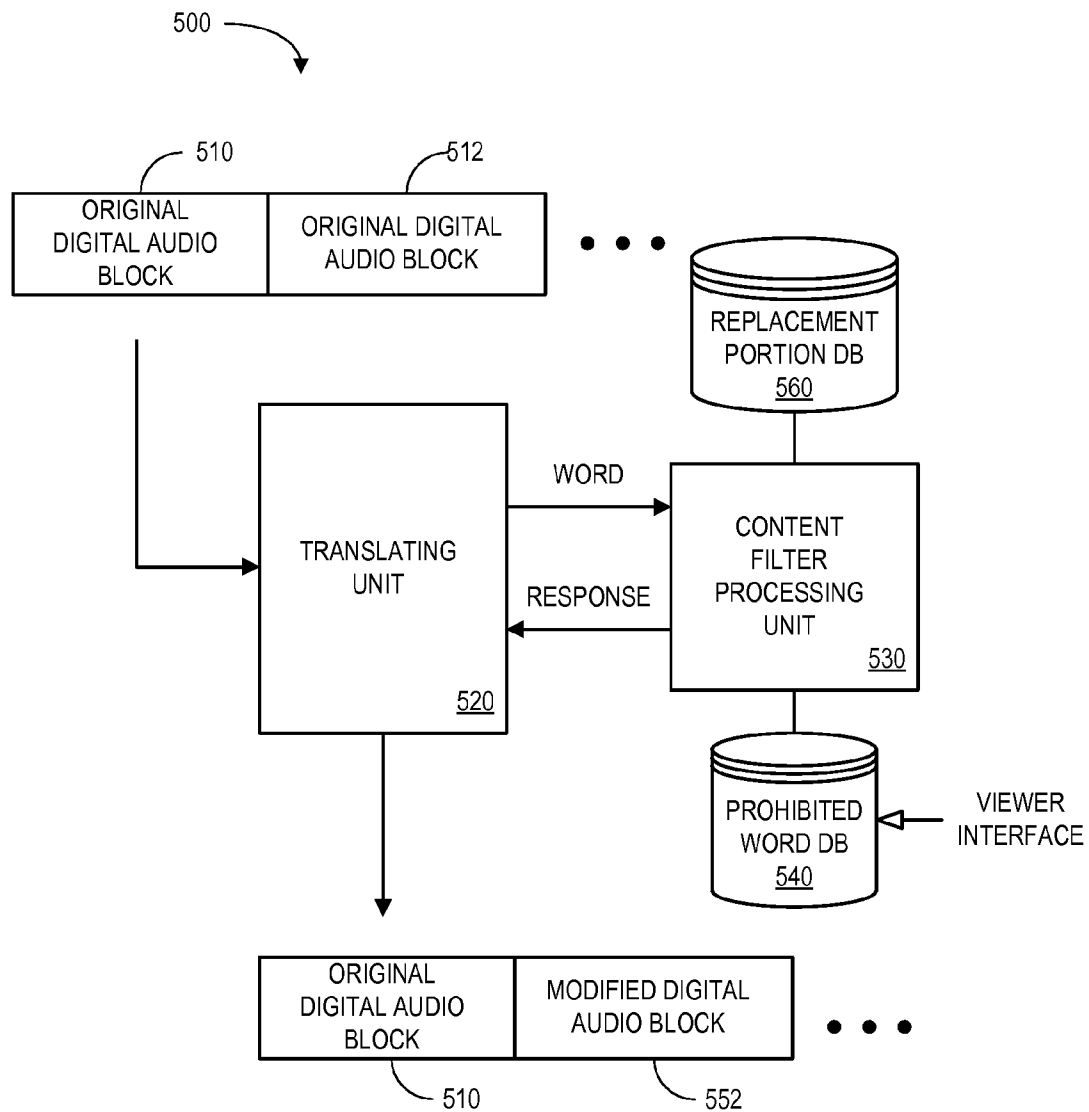 500
510
512
ORIGINAL
DIGITAL AUDIO
BLOCK
ORIGINAL DIGITAL
AUDIO BLOCK
REPLACEMENT
PORTION DB
560
TRANSLATING
UNIT
520
WORD
RESPONSE
CONTENT
FILTER
PROCESSING
UNIT
530
PROHIBITED
WORD DB
540
VIEWER
INTERFACE
ORIGINAL
DIGITAL AUDIO
BLOCK
MODIFIED DIGITAL
AUDIO BLOCK
510
552